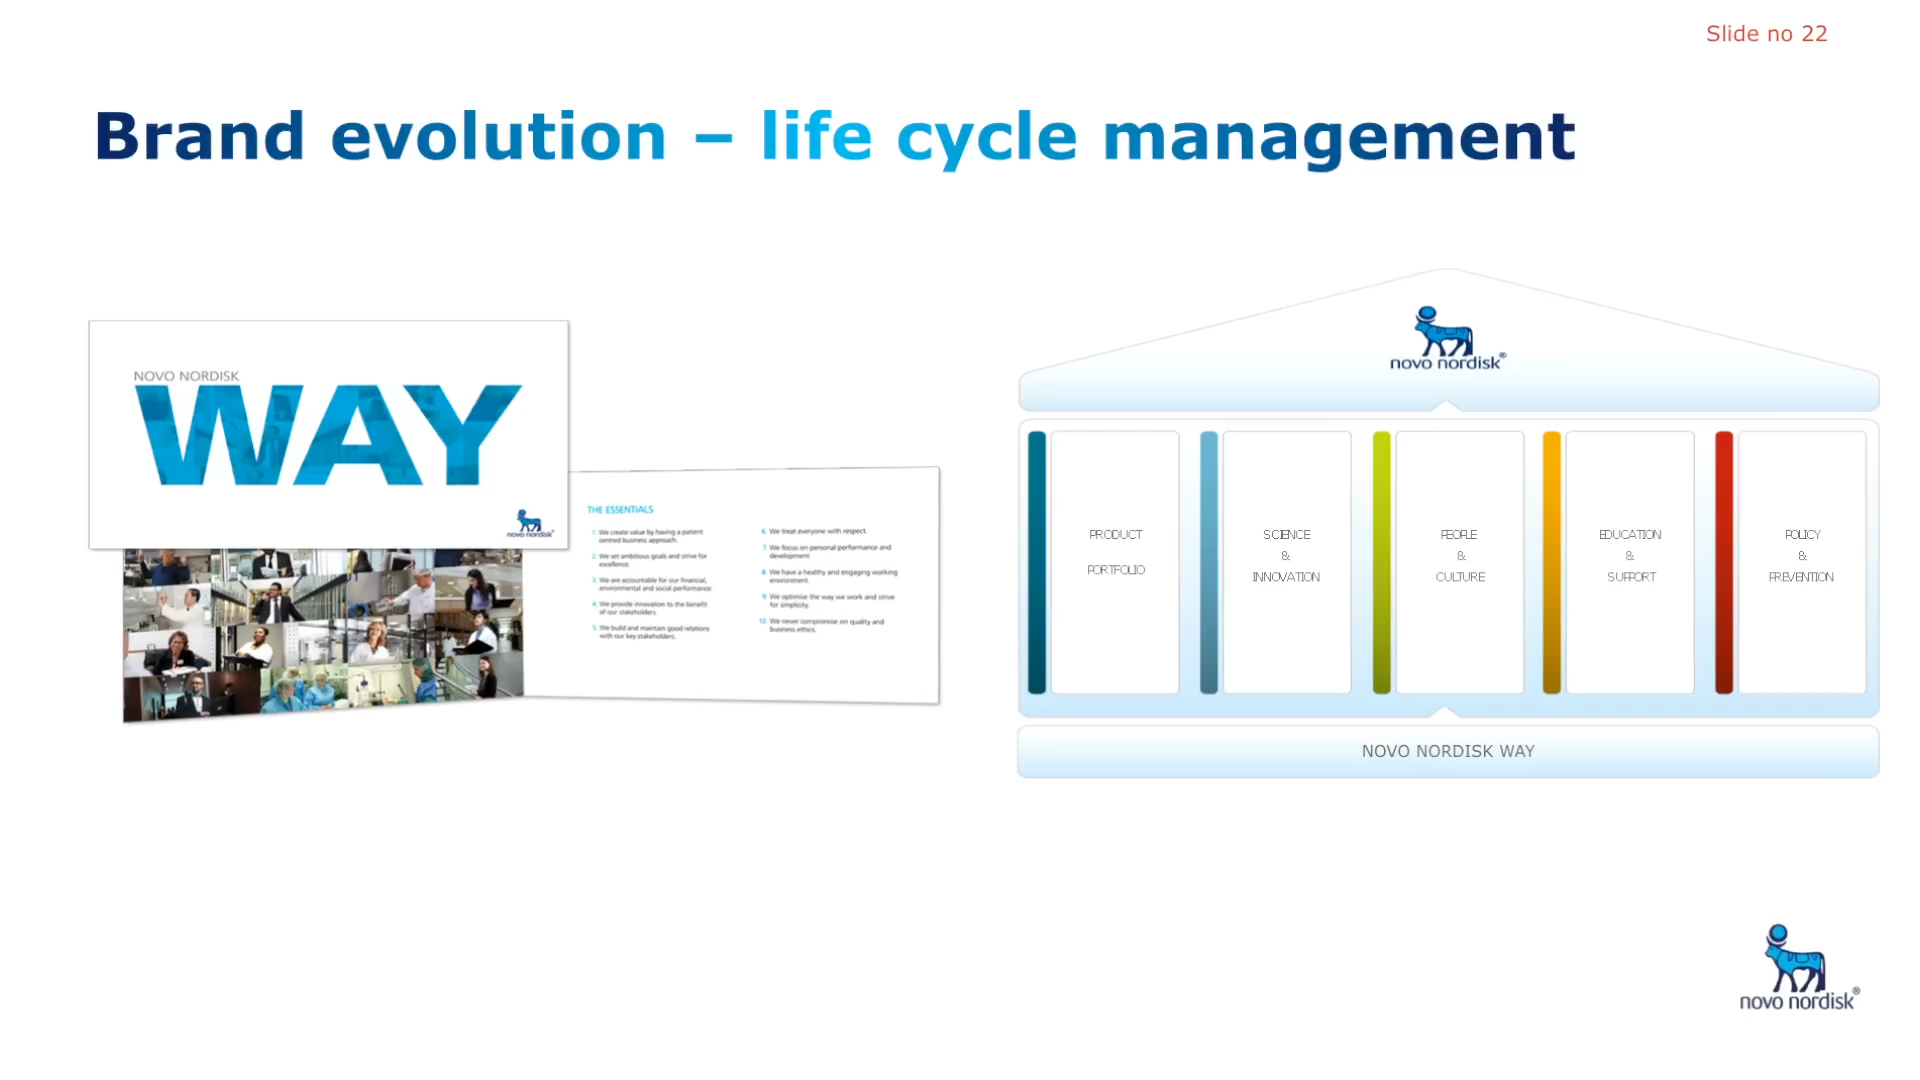 Slide no 22
Brand evolution – life cycle management
NOVO NORDISK
WAY
novo nordisk®
THE ESSENTIALS
1. We create value by having a patient
centred business approach.
2. We set ambitious goals and strive for
excellence.
3. We are accountable for our financial,
environmental and social performance.
4. We provide innovation to the benefit
of our stakeholders.
5. We build and maintain good relations
with our key stakeholders.
6. We treat everyone with respect.
7. We focus on personal performance and
development.
8. We have a healthy and engaging working
environment.
9. We optimise the way we work and strive
for simplicity.
10. We never compromise on quality and
business ethics.
novo nordisk®
PRODUCT
PORTFOLIO
SCIENCE
&
INNOVATION
PEOPLE
&
CULTURE
EDUCATION
&
SUPPORT
POLICY
&
PREVENTION
NOVO NORDISK WAY
novo nordisk®